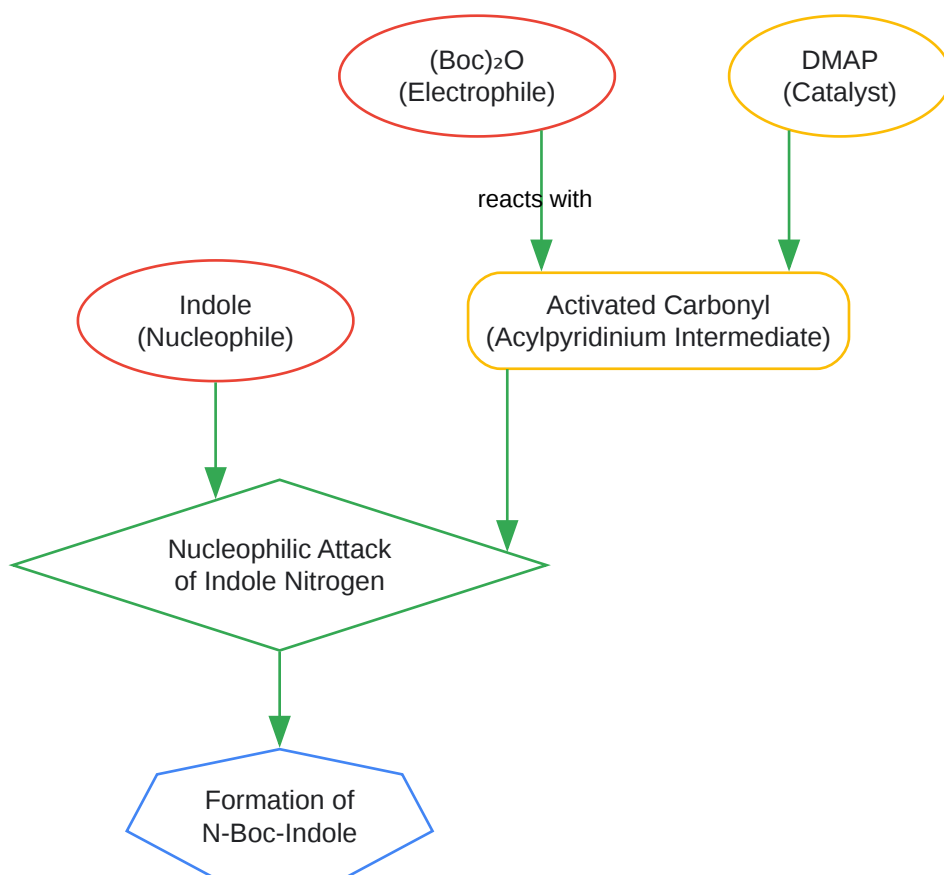 (Boc)₂O
(Electrophile)
DMAP
(Catalyst)
reacts with
Indole
(Nucleophile)
Activated Carbonyl
(Acylpyridinium Intermediate)
Nucleophilic Attack
of Indole Nitrogen
Formation of
N-Boc-Indole